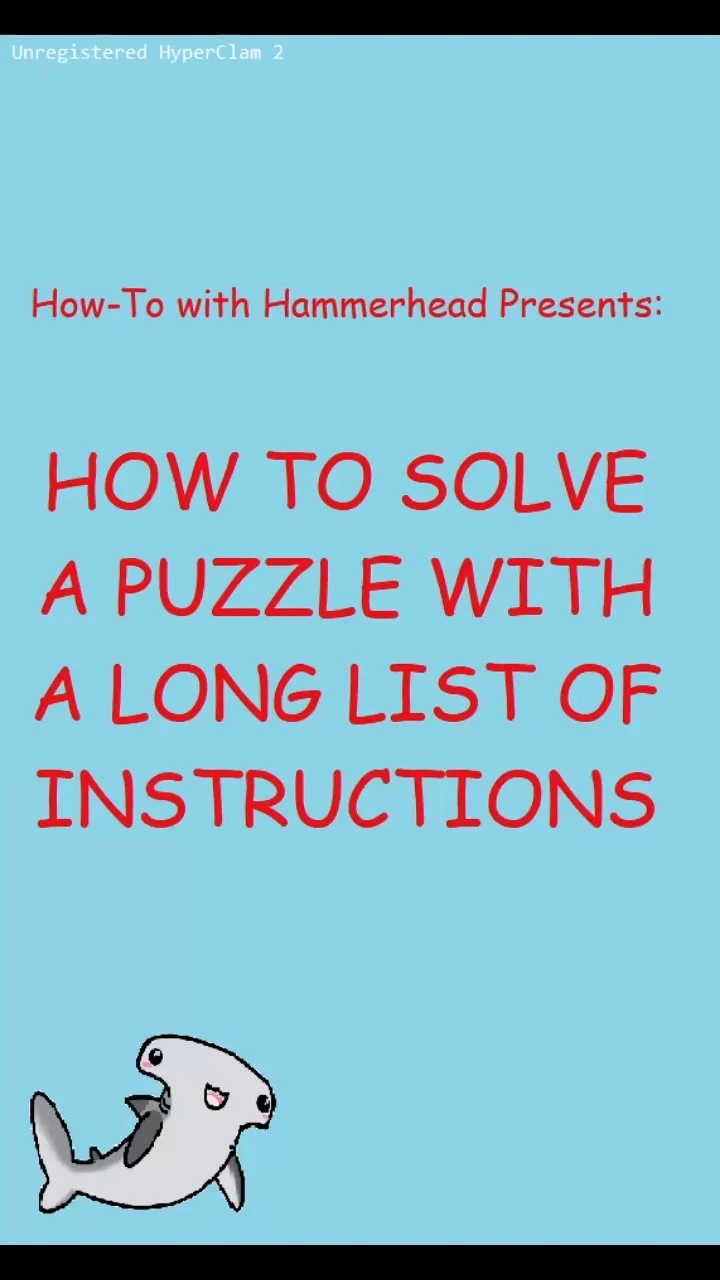 Unregistered HyperClam 2
How-To with Hammerhead Presents:
HOW TO SOLVE
A PUZZLE WITH
A LONG LIST OF
INSTRUCTIONS